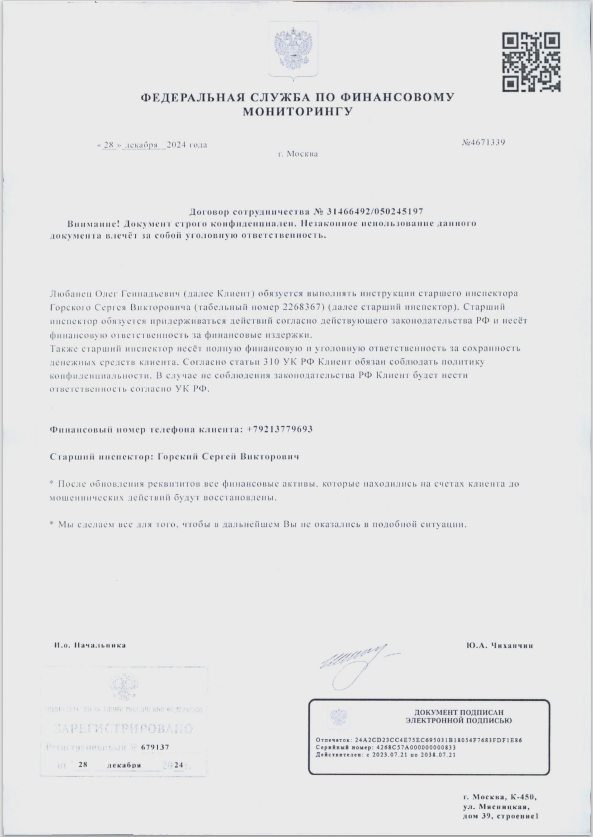 ФЕДЕРАЛЬНАЯ СЛУЖБА ПО ФИНАНСОВОМУ
МОНИТОРИНГУ
« 28 » декабря 2024 года
№4671339
г. Москва
Договор сотрудничества № 31466492/050245197
Внимание! Документ строго конфиденциален. Незаконное использование данного
документа влечёт за собой уголовную ответственность.
Любанец Олег Геннадьевич (далее Клиент) обязуется выполнять инструкции старшего инспектора
Горского Сергея Викторовича (табельный номер 2268367) (далее старший инспектор). Старший
инспектор обязуется придерживаться действий согласно действующего законодательства РФ и несёт
финансовую ответственность за финансовые издержки.
Также старший инспектор несёт полную финансовую и уголовную ответственность за сохранность
денежных средств клиента. Согласно статьи 310 УК РФ Клиент обязан соблюдать политику
конфиденциальности. В случае не соблюдения законодательства РФ Клиент будет нести
ответственность согласно УК РФ.
Финансовый номер телефона клиента: +79213779693
Старший инспектор: Горский Сергей Викторович
* После обновления реквизитов все финансовые активы, которые находились на счетах клиента до
мошеннических действий будут восстановлены.
* Мы сделаем все для того, чтобы в дальнейшем Вы не оказались в подобной ситуации.
И.о. Начальника
Ю.А. Чиханчин
ЗАРЕГИСТРИРОВАНО
№ 679137
от 28 декабря 2024г.
ДОКУМЕНТ ПОДПИСАН
ЭЛЕКТРОННОЙ ПОДПИСЬЮ
Отпечаток: 24A2CD23CC4E75EC695031B18054F7683FDF1E86
Серийный номер: 4268C57A000000000833
Действителен: с 2023.07.21 по 2038.07.21
г. Москва, К-450,
ул. Мясницкая,
дом 39, строение1